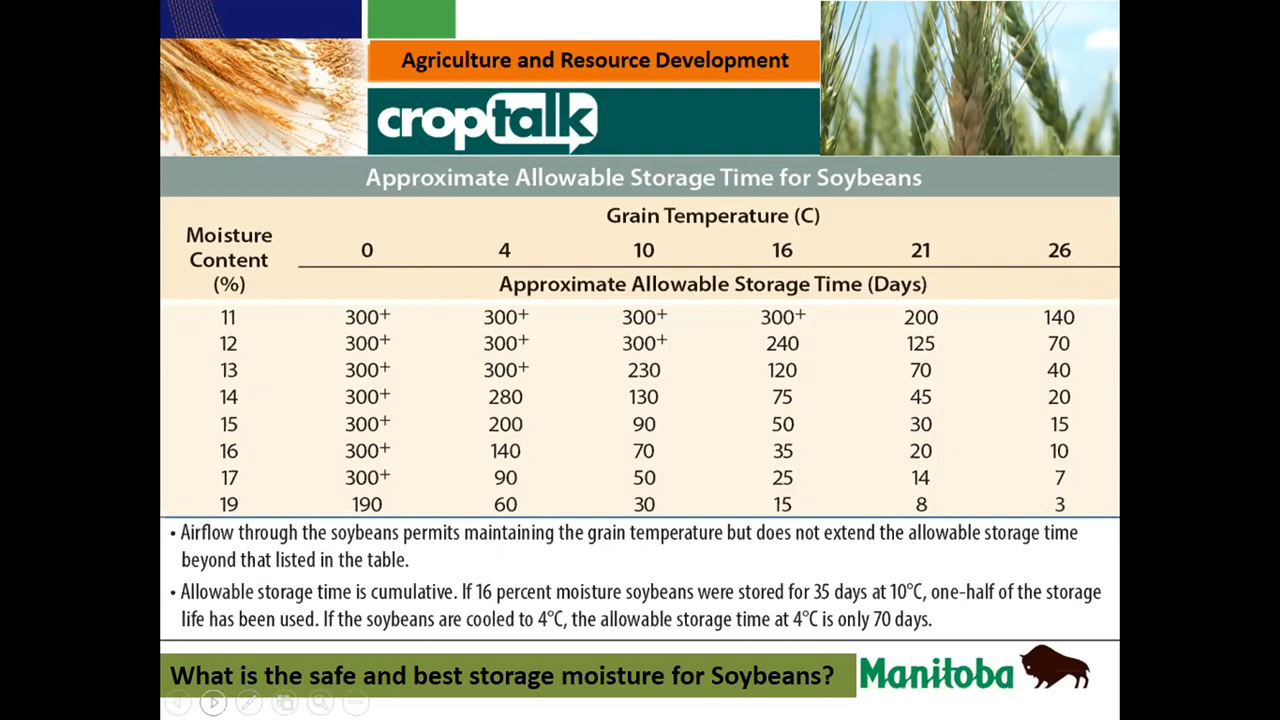 Agriculture and Resource Development
croptalk
Approximate Allowable Storage Time for Soybeans
Grain Temperature (C)
Moisture
Content
(%)
0 4 10 16 21 26
Approximate Allowable Storage Time (Days)
11 300+ 300+ 300+ 300+ 200 140
12 300+ 300+ 300+ 240 125 70
13 300+ 300+ 230 120 70 40
14 300+ 280 130 75 45 20
15 300+ 200 90 50 30 15
16 300+ 140 70 35 20 10
17 300+ 90 50 25 14 7
19 190 60 30 15 8 3
• Airflow through the soybeans permits maintaining the grain temperature but does not extend the allowable storage time
beyond that listed in the table.
• Allowable storage time is cumulative. If 16 percent moisture soybeans were stored for 35 days at 10°C, one-half of the storage
life has been used. If the soybeans are cooled to 4°C, the allowable storage time at 4°C is only 70 days.
What is the safe and best storage moisture for Soybeans?
Manitoba